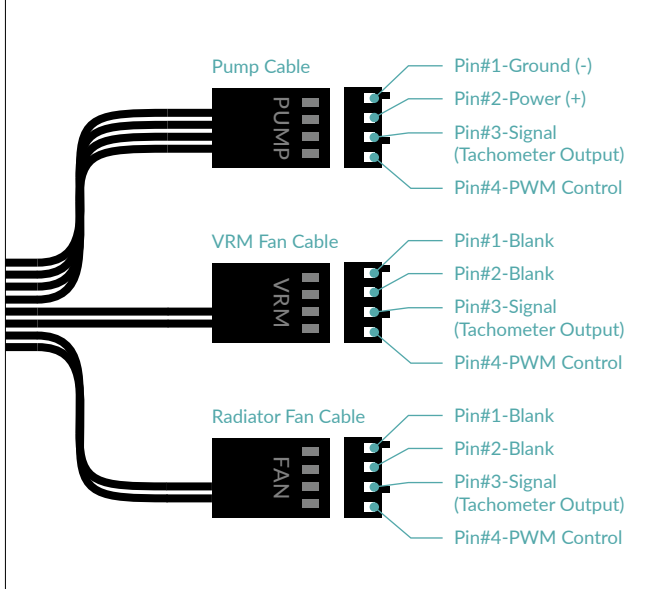 Pump Cable
PUMP
Pin#1-Ground (-)
Pin#2-Power (+)
Pin#3-Signal
(Tachometer Output)
Pin#4-PWM Control
VRM Fan Cable
VRM
Pin#1-Blank
Pin#2-Blank
Pin#3-Signal
(Tachometer Output)
Pin#4-PWM Control
Radiator Fan Cable
FAN
Pin#1-Blank
Pin#2-Blank
Pin#3-Signal
(Tachometer Output)
Pin#4-PWM Control